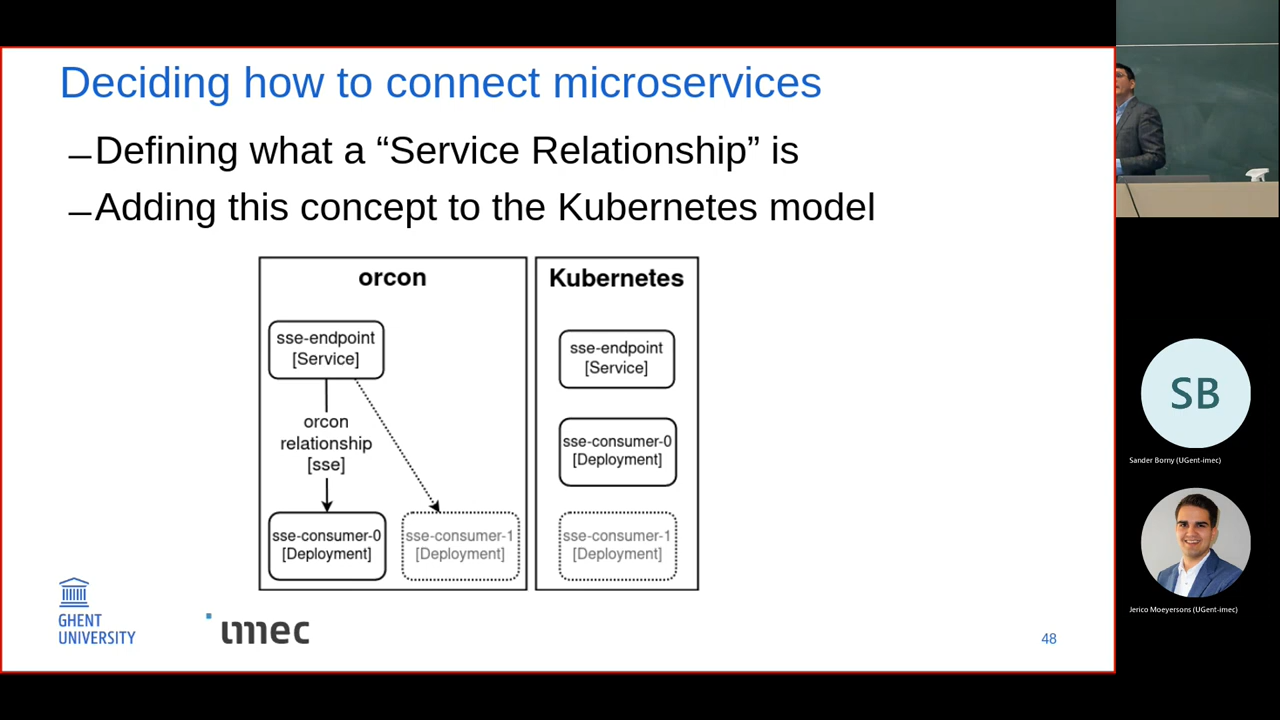 Deciding how to connect microservices
–Defining what a “Service Relationship” is
–Adding this concept to the Kubernetes model
orcon
sse-endpoint
[Service]
orcon
relationship
[sse]
sse-consumer-0
[Deployment]
sse-consumer-1
[Deployment]
Kubernetes
sse-endpoint
[Service]
sse-consumer-0
[Deployment]
sse-consumer-1
[Deployment]
GHENT
UNIVERSITY
imec
48
SB
Sander Borny (UGent-imec)
Jerico Moeyersons (UGent-imec)